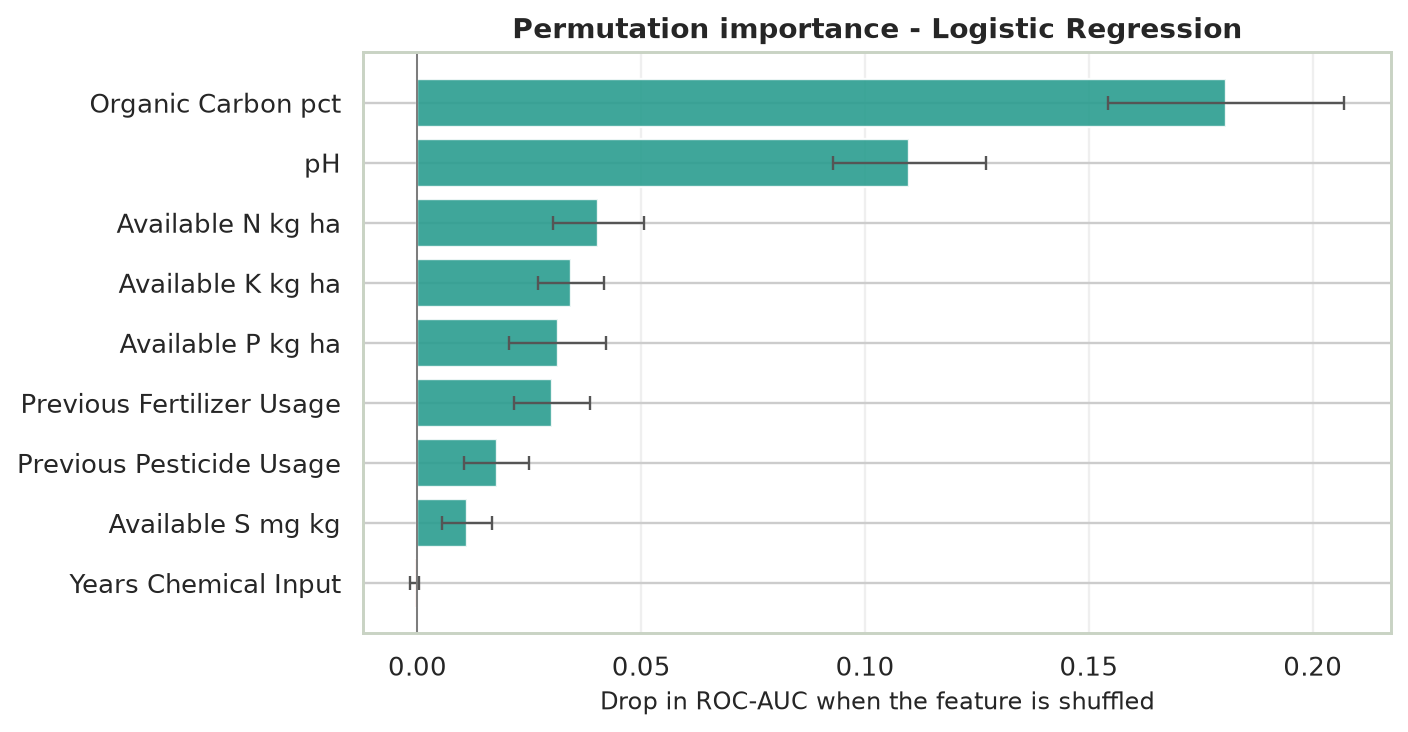 Permutation importance - Logistic Regression
Organic Carbon pct
pH
Available N kg ha
Available K kg ha
Available P kg ha
Previous Fertilizer Usage
Previous Pesticide Usage
Available S mg kg
Years Chemical Input
0.00 0.05 0.10 0.15 0.20
Drop in ROC-AUC when the feature is shuffled